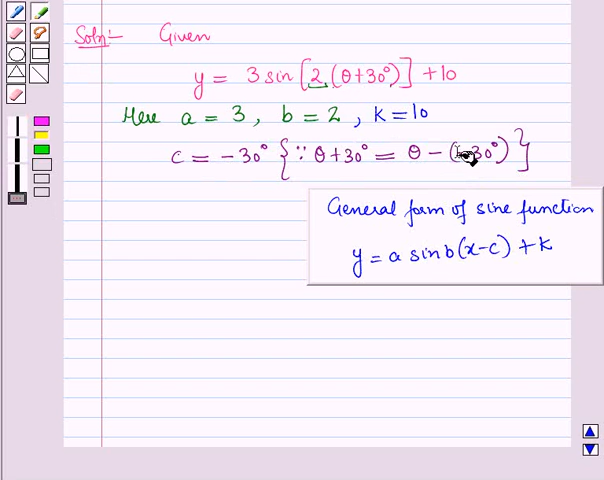 Soln:- Given
y = 3 sin [2 (θ+30°)] + 10
Here a = 3, b = 2, k = 10
c = -30° {∵ θ+30° = θ - (-30°)}
General form of sine function
y = a sin b(x-c) + k